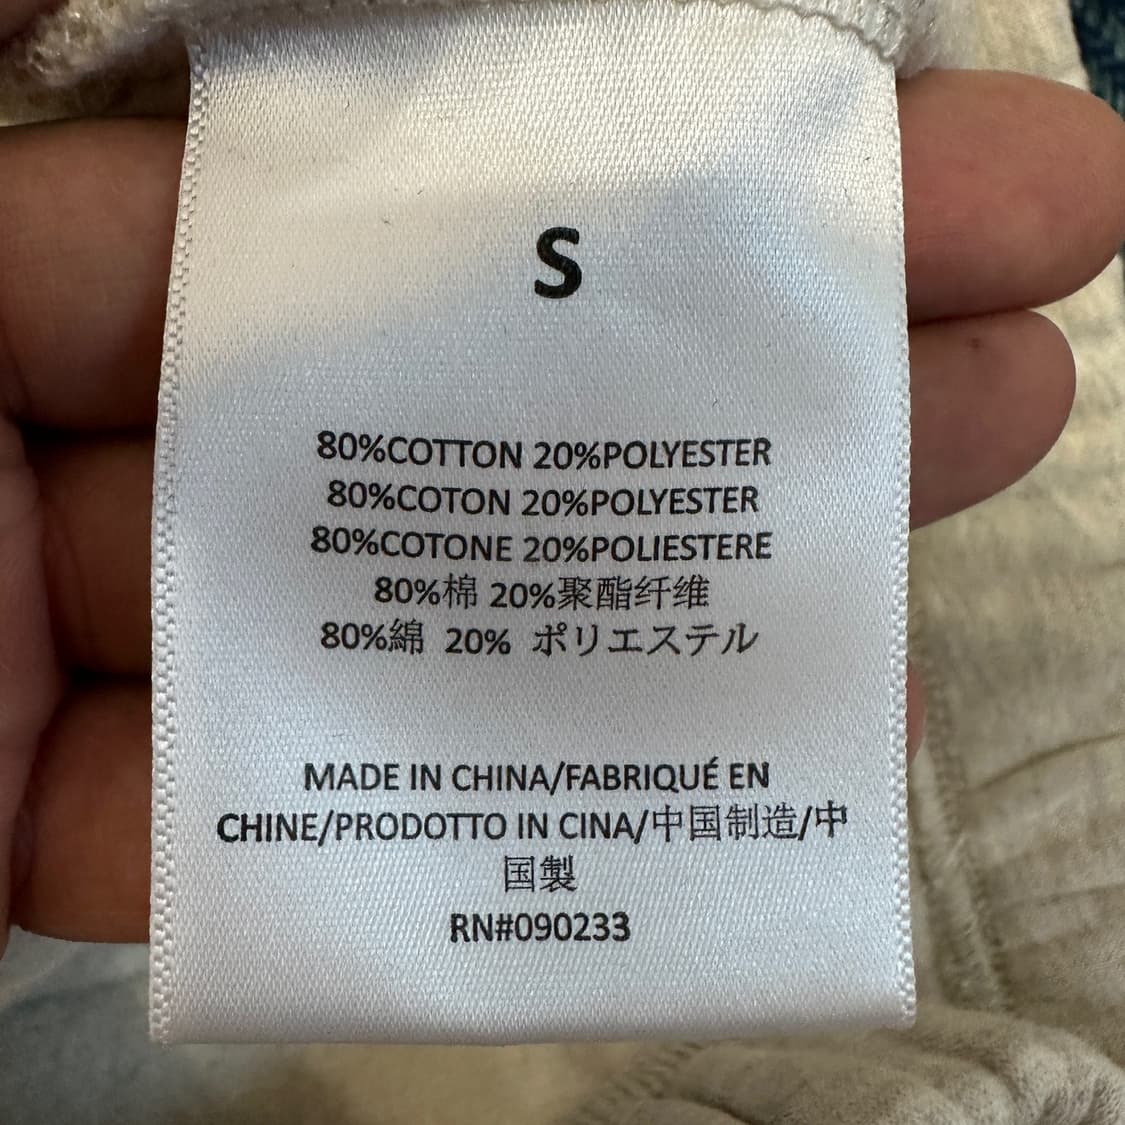 S
80%COTTON 20%POLYESTER
80%COTON 20%POLYESTER
80%COTONE 20%POLIESTERE
80%棉 20%聚酯纤维
80%綿 20% ポリエステル
MADE IN CHINA/FABRIQUÉ EN
CHINE/PRODOTTO IN CINA/中国制造/中
国製
RN#090233